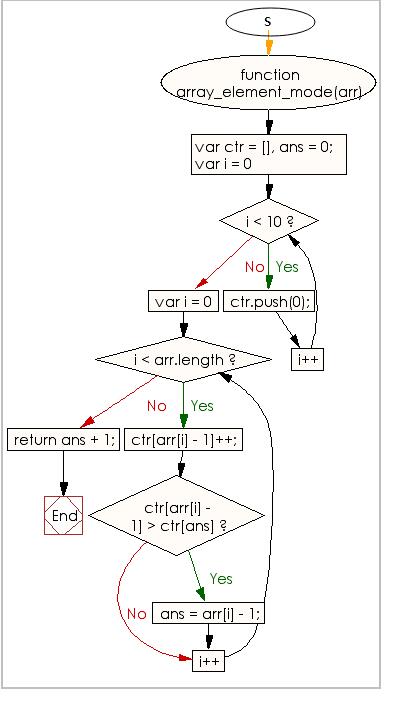 S
function
array_element_mode(arr)
var ctr = [], ans = 0;
var i = 0
i < 10 ?
No
Yes
var i = 0
ctr.push(0);
i < arr.length ?
i++
No
Yes
return ans + 1;
ctr[arr[i] - 1]++;
End
ctr[arr[i] -
1] > ctr[ans] ?
Yes
No
ans = arr[i] - 1;
i++